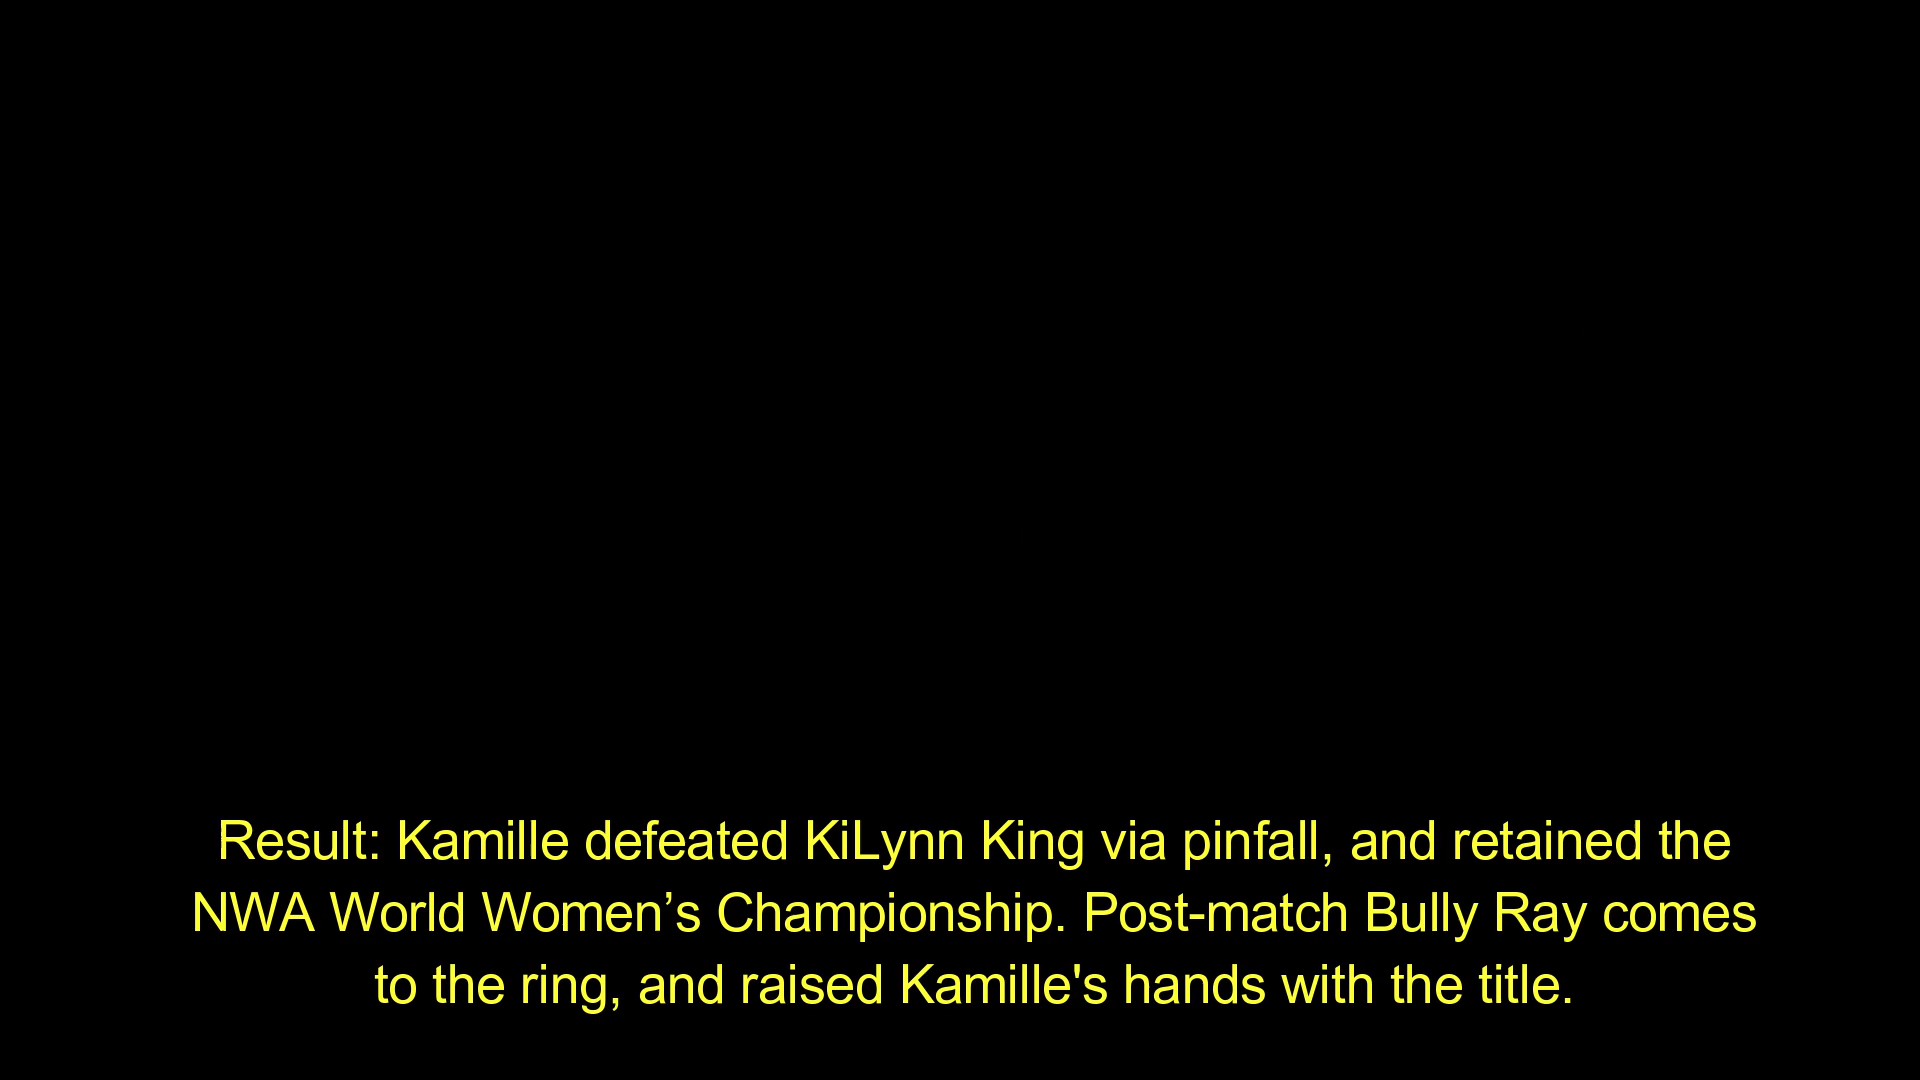 Result: Kamille defeated KiLynn King via pinfall, and retained the
NWA World Women’s Championship. Post-match Bully Ray comes
to the ring, and raised Kamille's hands with the title.